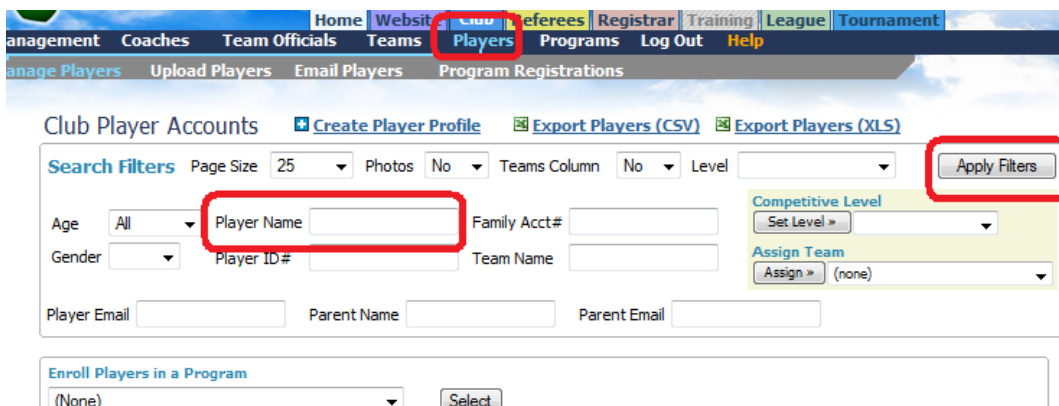 Home Website Club Referees Registrar Training League Tournament
anagement Coaches Team Officials Teams Players Programs Log Out Help
anage Players Upload Players Email Players Program Registrations
Club Player Accounts Create Player Profile Export Players (CSV) Export Players (XLS)
Search Filters Page Size 25 Photos No Teams Column No Level Apply Filters
Competitive Level
Age All Player Name Family Acct# Set Level »
Gender Player ID# Team Name Assign Team
Assign » (none)
Player Email Parent Name Parent Email
Enroll Players in a Program
(None) Select